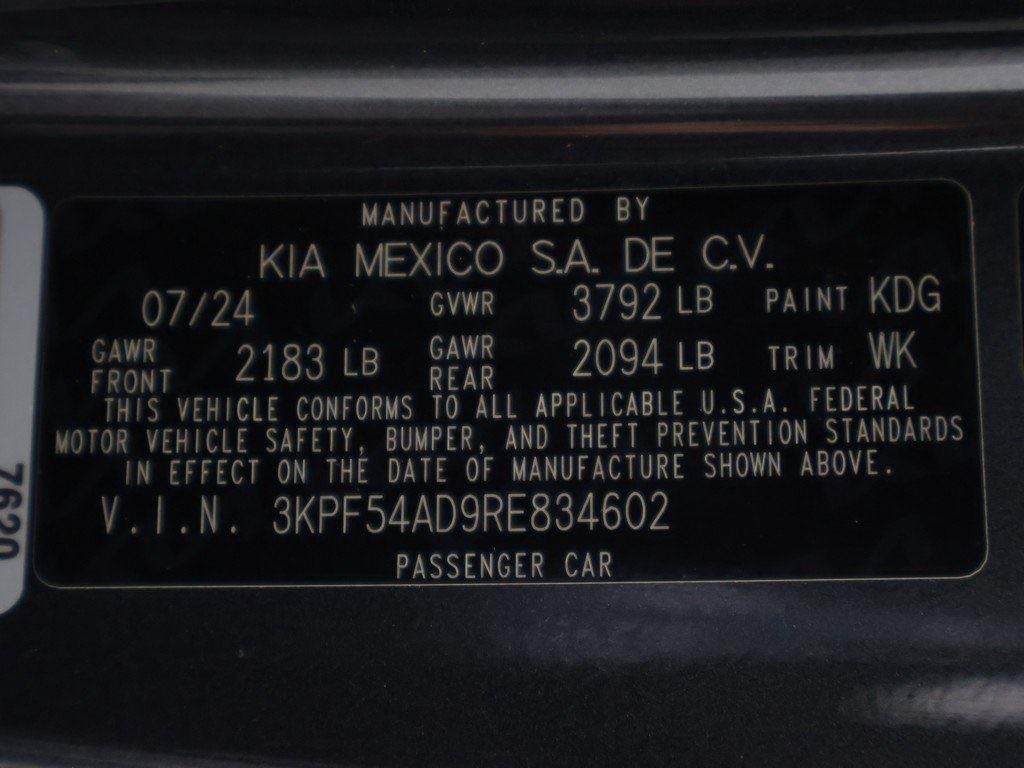 MANUFACTURED BY
KIA MEXICO S.A. DE C.V.
07/24 GVWR 3792 LB PAINT KDG
GAWR FRONT 2183 LB GAWR REAR 2094 LB TRIM WK
THIS VEHICLE CONFORMS TO ALL APPLICABLE U.S.A. FEDERAL
MOTOR VEHICLE SAFETY, BUMPER, AND THEFT PREVENTION STANDARDS
IN EFFECT ON THE DATE OF MANUFACTURE SHOWN ABOVE.
V.I.N. 3KPF54AD9RE834602
PASSENGER CAR
7620